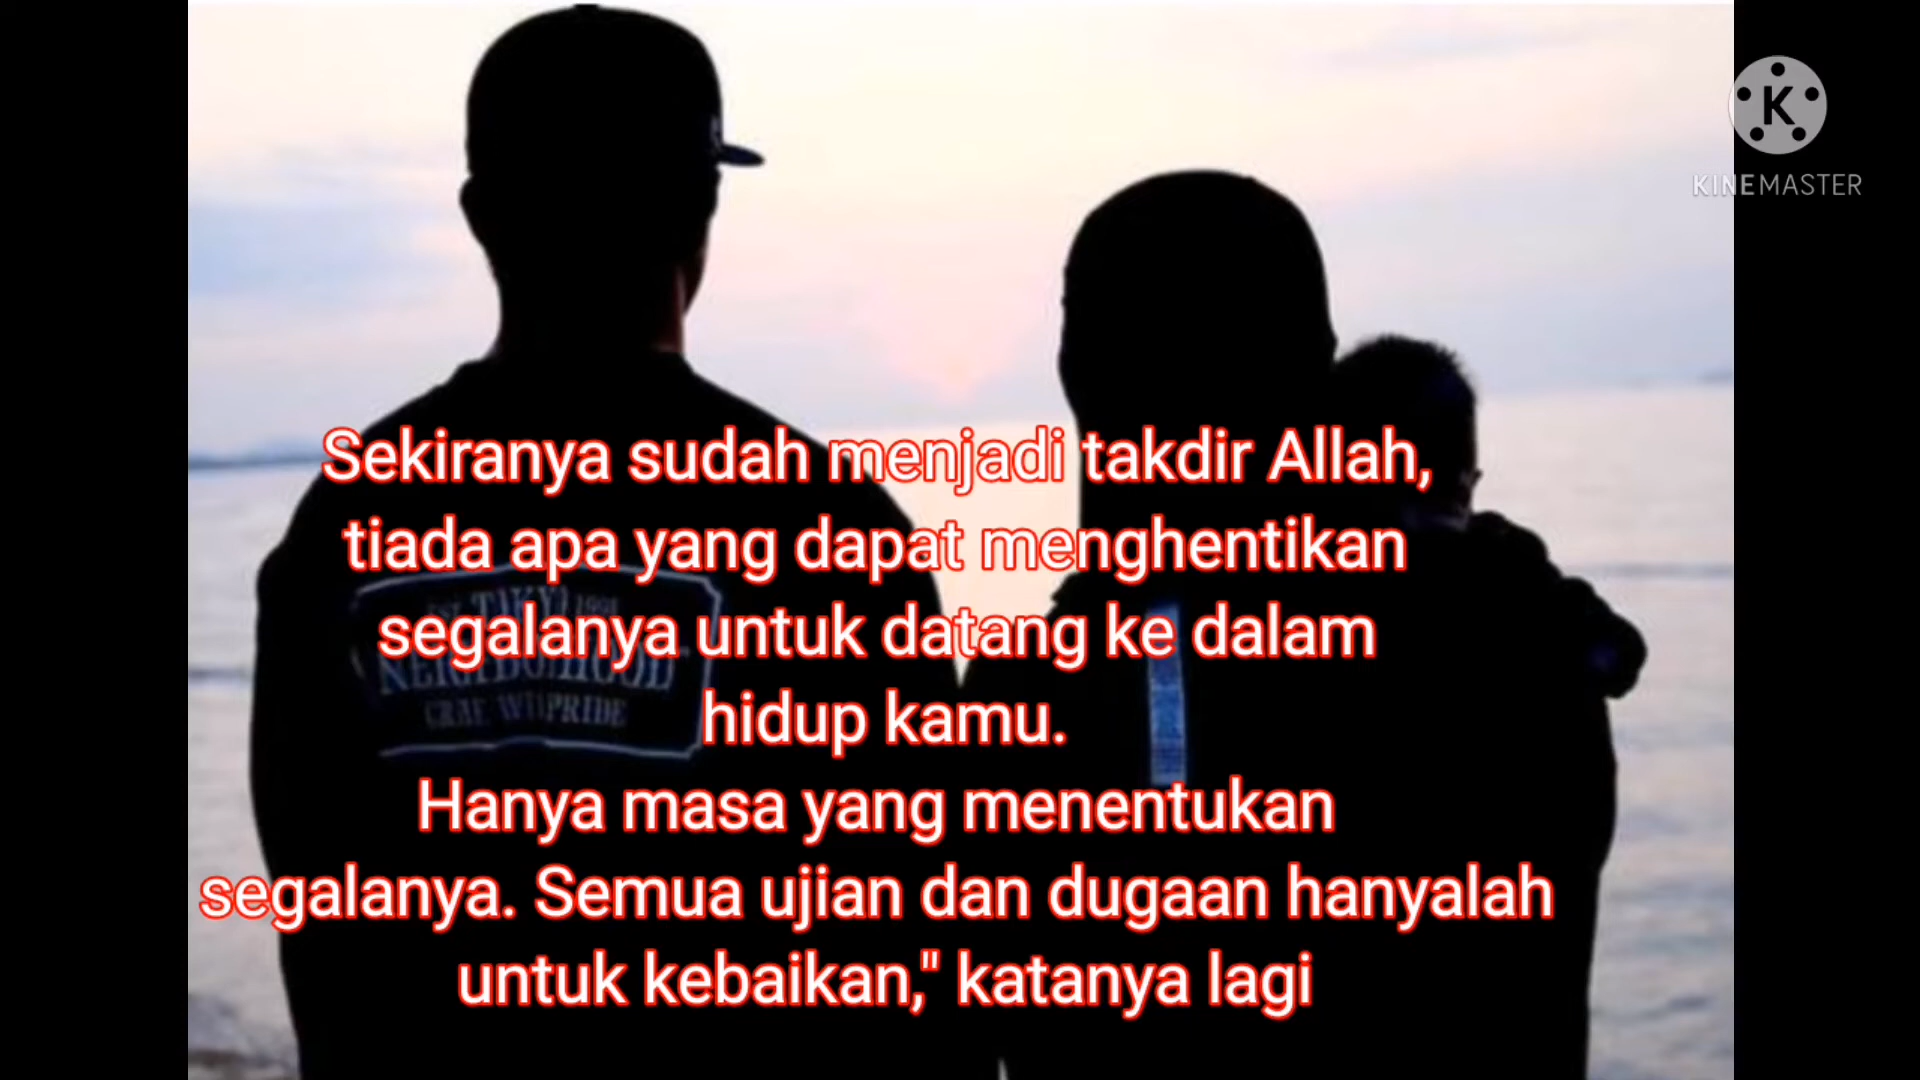 KINEMASTER
Sekiranya sudah menjadi takdir Allah,
tiada apa yang dapat menghentikan
segalanya untuk datang ke dalam
hidup kamu.
Hanya masa yang menentukan
segalanya. Semua ujian dan dugaan hanyalah
untuk kebaikan," katanya lagi